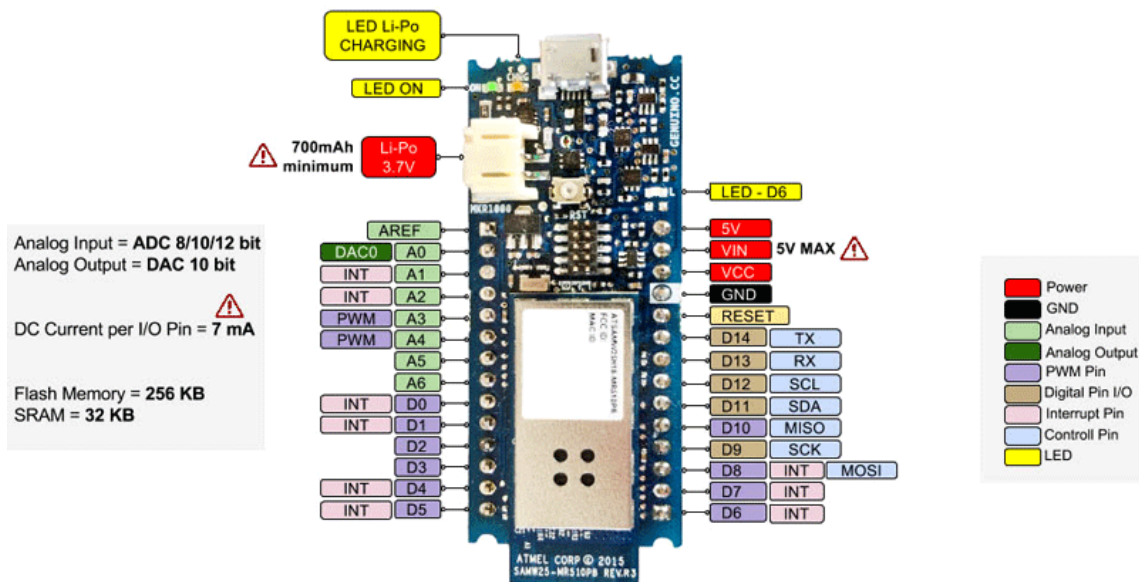 LED Li-Po
CHARGING
LED ON
ON
CHRG
GENUINO.CC
700mAh
minimum
Li-Po
3.7V
MKR1000
RST
L
LED - D6
AREF
DAC0 A0
INT A1
INT A2
PWM A3
PWM A4
A5
A6
INT D0
INT D1
D2
D3
INT D4
INT D5
5V
VIN 5V MAX
VCC
GND
RESET
D14 TX
D13 RX
D12 SCL
D11 SDA
D10 MISO
D9 SCK
D8 INT MOSI
D7 INT
D6 INT
Analog Input = ADC 8/10/12 bit
Analog Output = DAC 10 bit
DC Current per I/O Pin = 7 mA
Flash Memory = 256 KB
SRAM = 32 KB
FCC ID:
MAC ID:
ATMEL CORP © 2015
SAMW25-MR510PB REV.R3
Power
GND
Analog Input
Analog Output
PWM Pin
Digital Pin I/O
Interrupt Pin
Controll Pin
LED